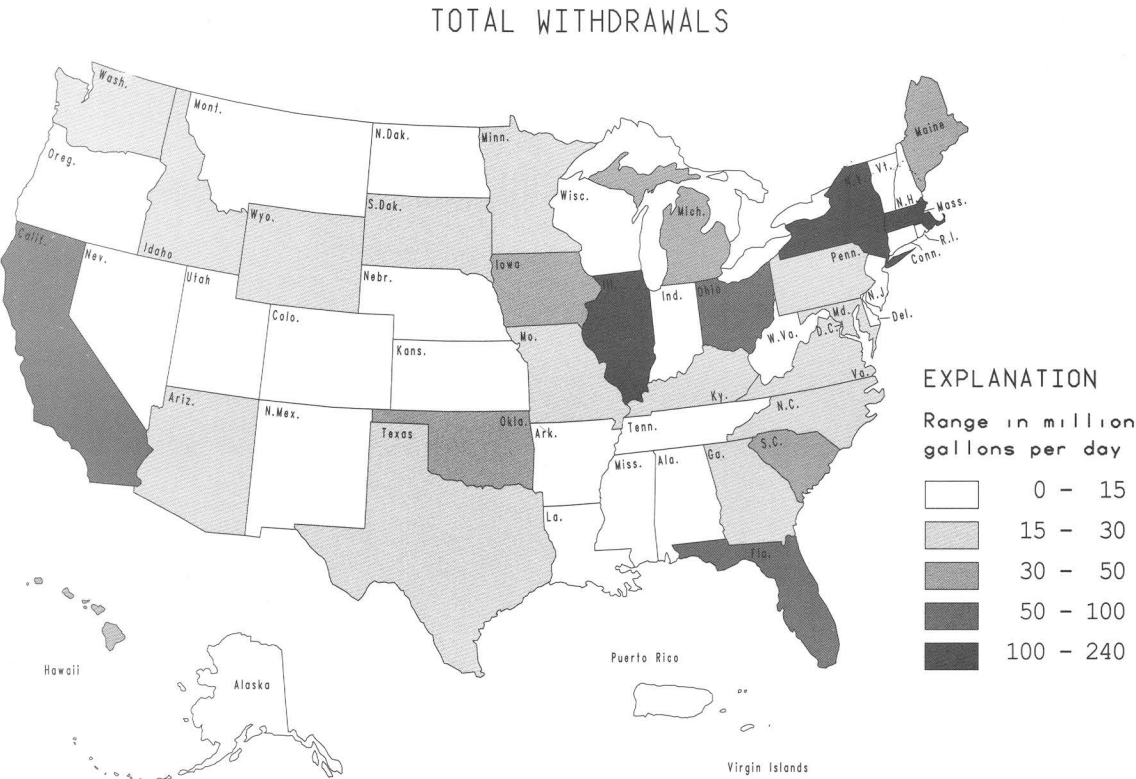 TOTAL WITHDRAWALS
Wash.
Mont.
N.Dak.
Minn.
Maine
Oreg.
Vt.
N.Y.
Wisc.
N.H.
Mass.
S.Dak.
Mich.
Wyo.
R.I.
Calif.
Idaho
Iowa
Penn.
Conn.
Nev.
Utah
Nebr.
Ill.
Ind.
Ohio
N.J.
Md.
Del.
D.C.
Colo.
Mo.
W.Va.
Kans.
Va.
Ariz.
Ky.
N.Mex.
N.C.
Texas
Okla.
Ark.
Tenn.
S.C.
Miss.
Ala.
Ga.
La.
Fla.
Hawaii
Alaska
Puerto Rico
Virgin Islands
EXPLANATION
Range in million
gallons per day
0 - 15
15 - 30
30 - 50
50 - 100
100 - 240